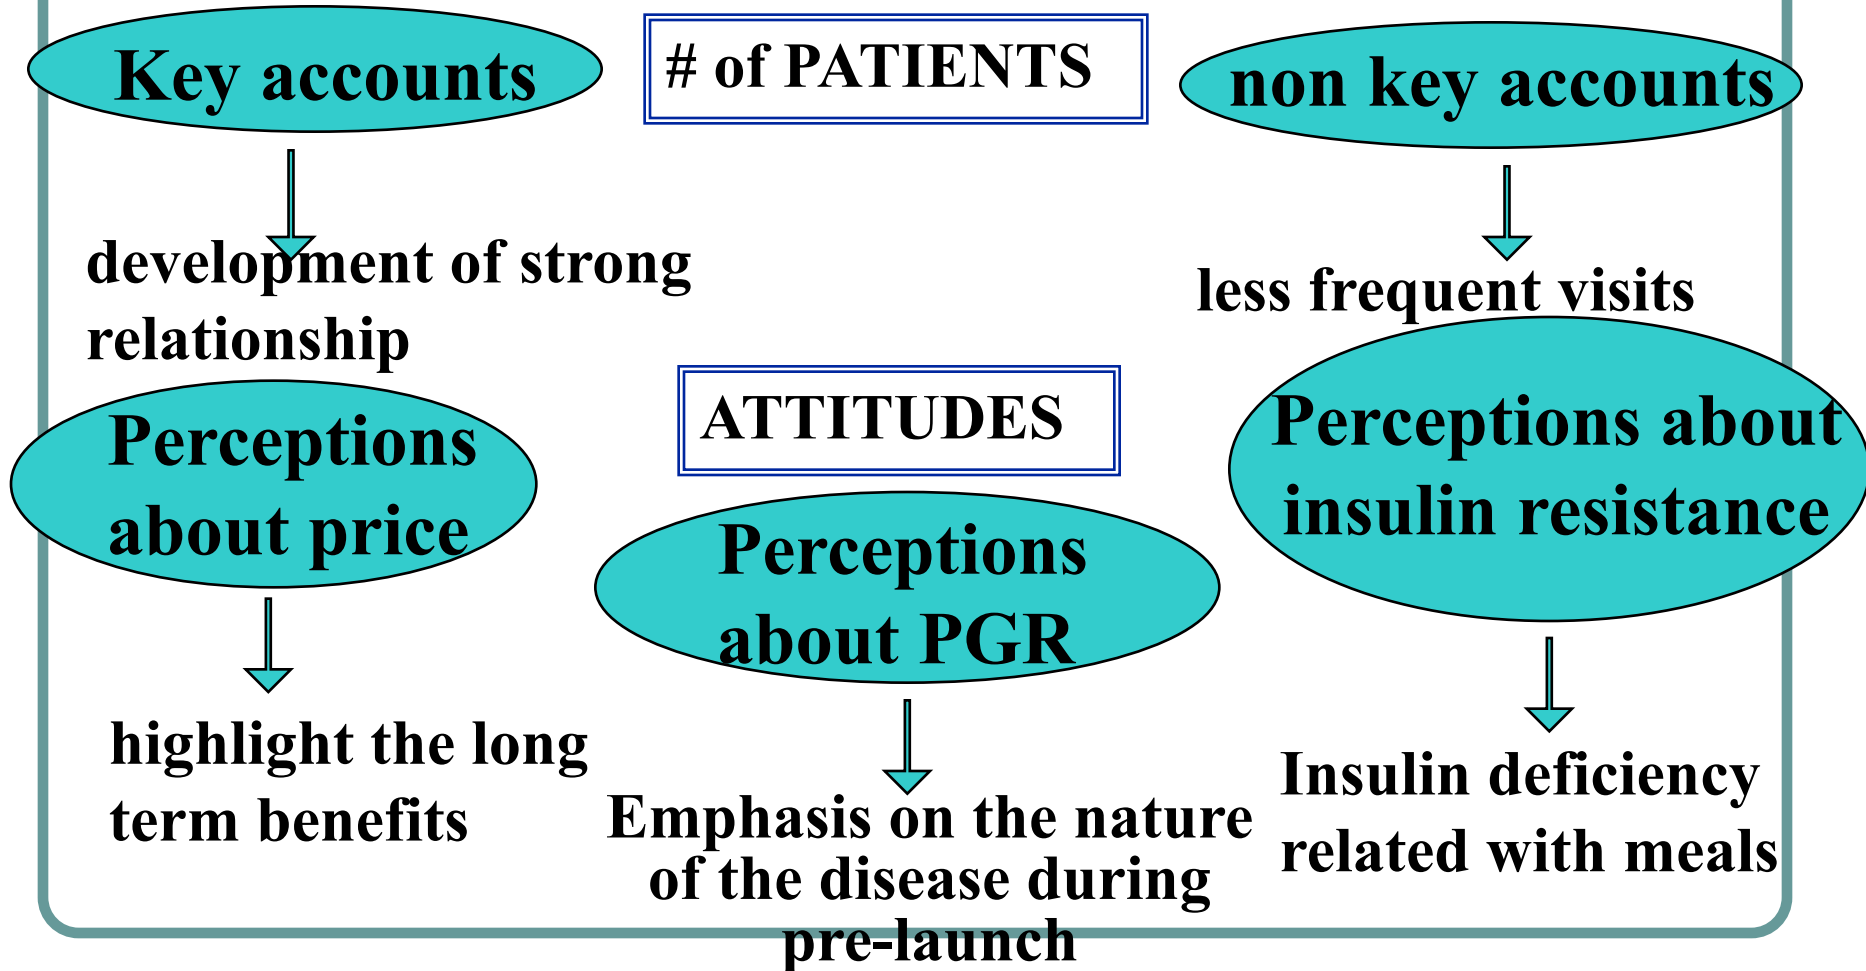 Key accounts
# of PATIENTS
non key accounts
development of strong
relationship
less frequent visits
ATTITUDES
Perceptions
about price
Perceptions
about PGR
Perceptions about
insulin resistance
highlight the long
term benefits
Emphasis on the nature
of the disease during
pre-launch
Insulin deficiency
related with meals